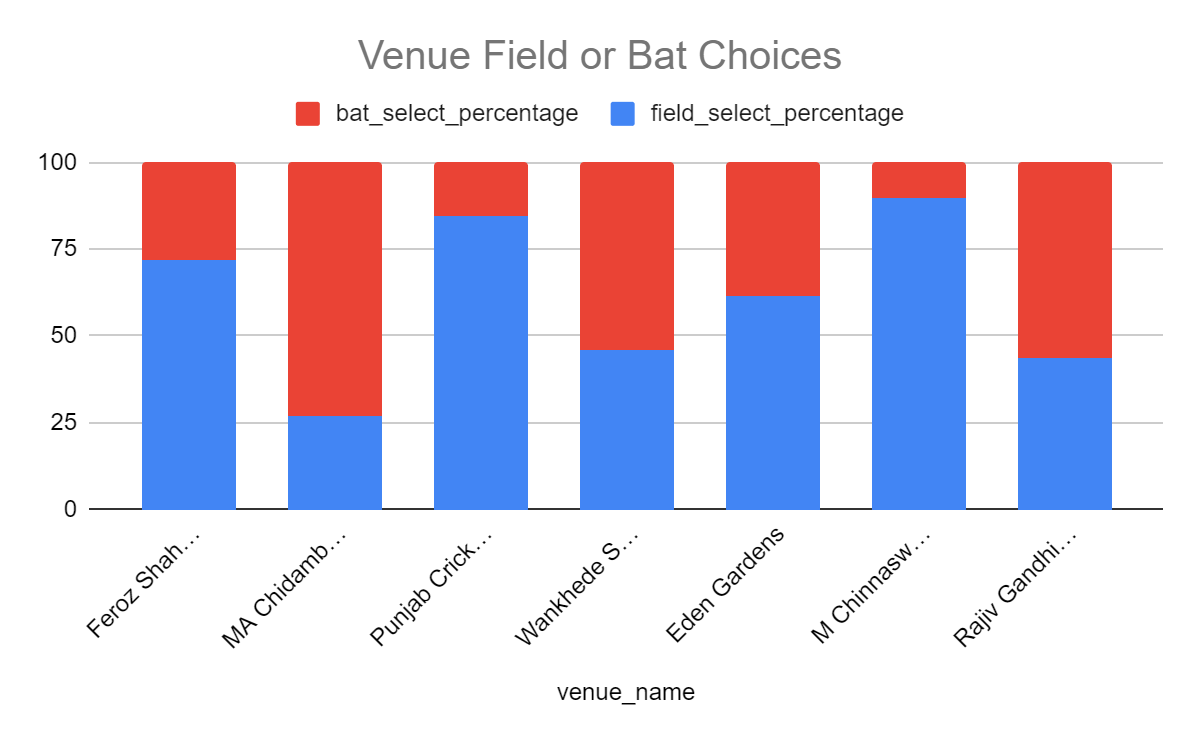 Venue Field or Bat Choices
bat_select_percentage field_select_percentage
100
75
50
25
0
Feroz Shah…
MA Chidamb…
Punjab Crick…
Wankhede S…
Eden Gardens
M Chinnasw…
Rajiv Gandhi…
venue_name